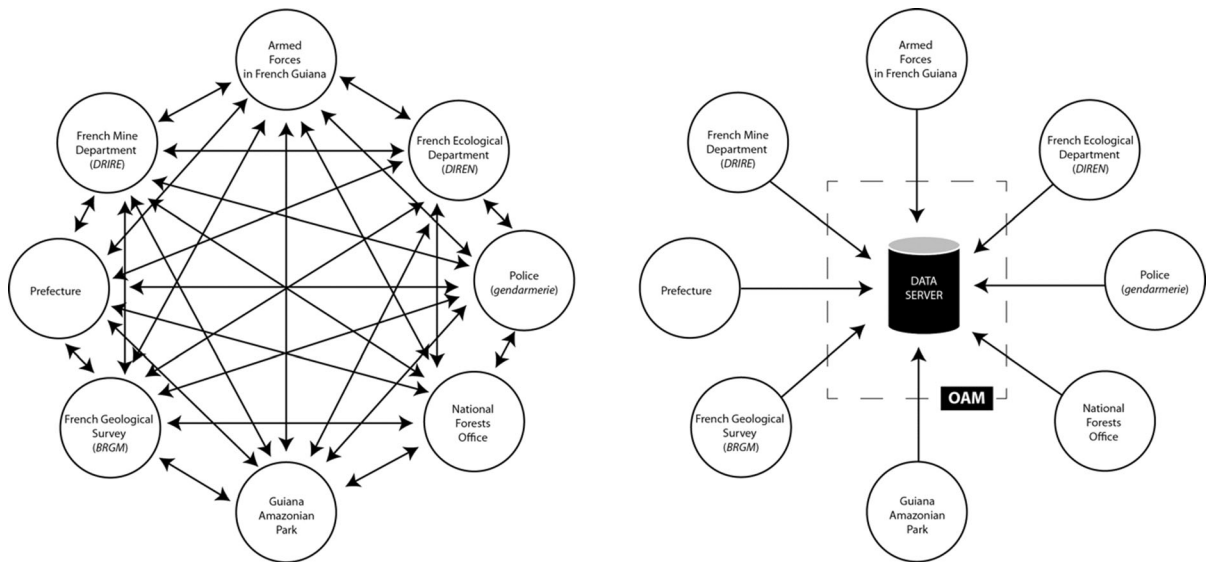 Armed
Forces
in French Guiana
French Mine
Department
(DRIRE)
French Ecological
Department
(DIREN)
Prefecture
Police
(gendarmerie)
French Geological
Survey
(BRGM)
National
Forests
Office
Guiana
Amazonian
Park
Armed
Forces
in French Guiana
French Mine
Department
(DRIRE)
French Ecological
Department
(DIREN)
Prefecture
DATA
SERVER
Police
(gendarmerie)
OAM
French Geological
Survey
(BRGM)
National
Forests
Office
Guiana
Amazonian
Park